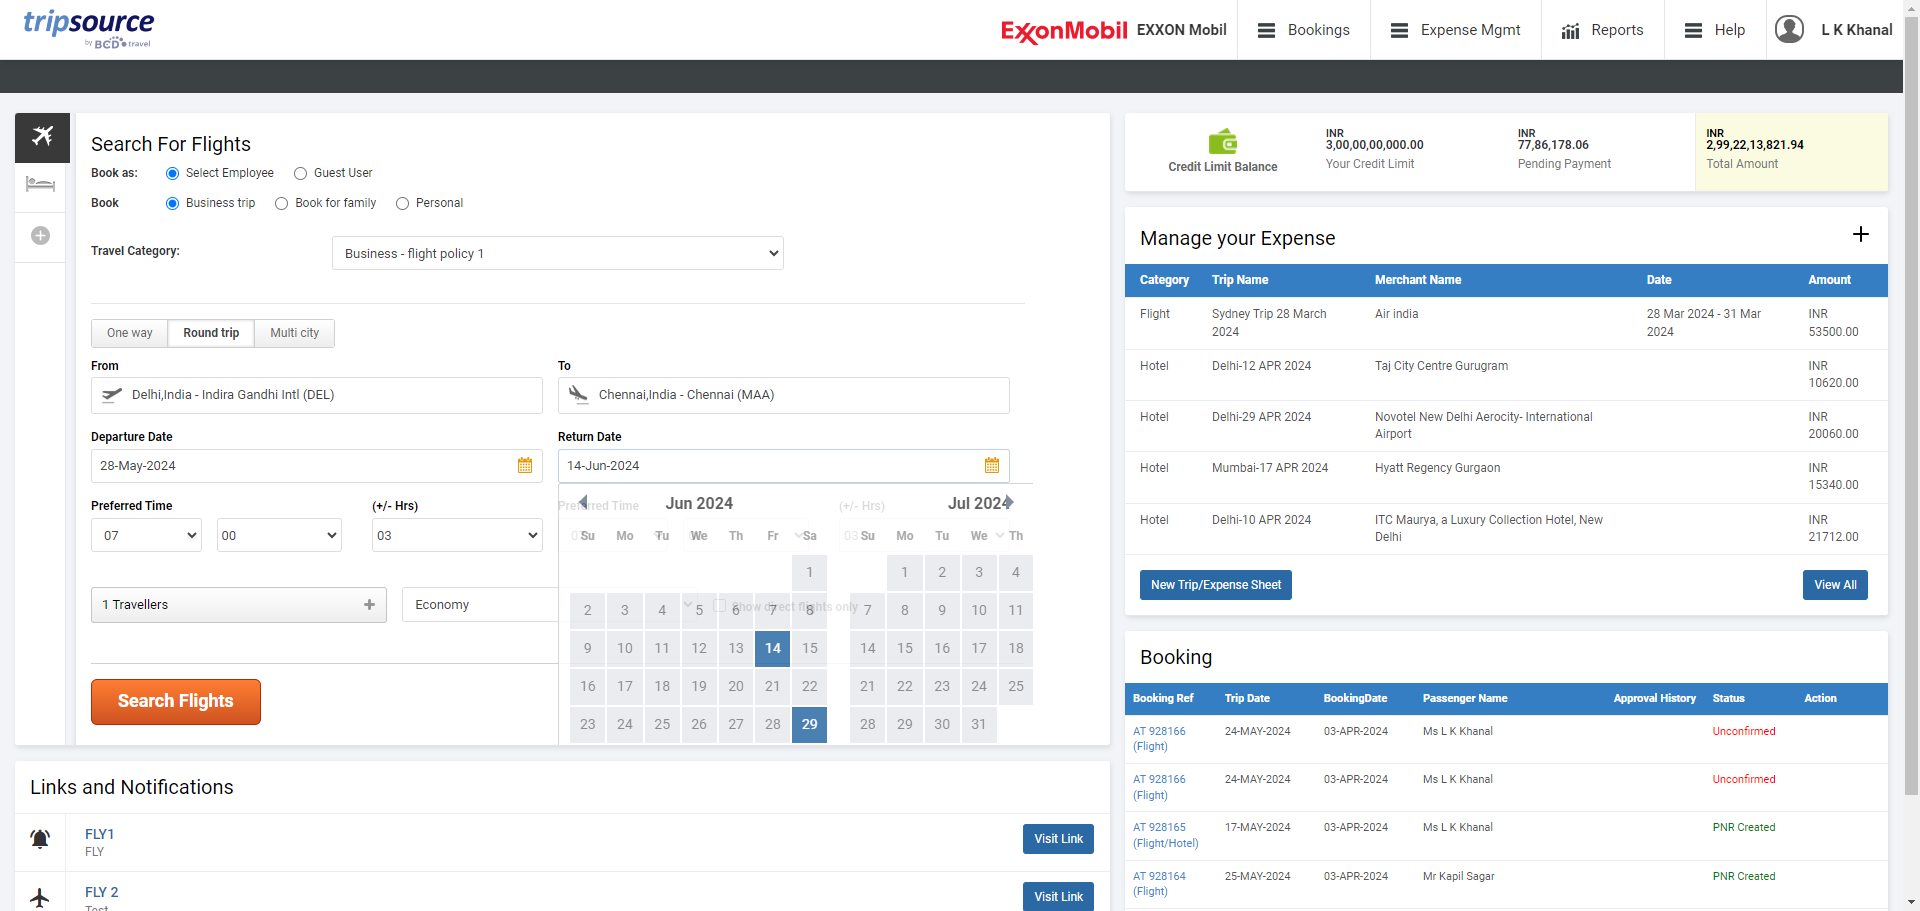 tripsource
by BCD travel
ExxonMobil EXXON Mobil
Bookings
Expense Mgmt
Reports
Help
L K Khanal
Search For Flights
Book as: Select Employee Guest User
Book Business trip Book for family Personal
Travel Category: Business - flight policy 1
One way Round trip Multi city
From To
Delhi,India - Indira Gandhi Intl (DEL) Chennai,India - Chennai (MAA)
Departure Date Return Date
28-May-2024 14-Jun-2024
Preferred Time (+/- Hrs) Preferred Time (+/- Hrs)
07 00 03 03
Jun 2024 Jul 2024
Su Mo Tu We Th Fr Sa Su Mo Tu We Th
1 1 2 3 4
2 3 4 5 6 7 8 7 8 9 10 11
9 10 11 12 13 14 15 14 15 16 17 18
16 17 18 19 20 21 22 21 22 23 24 25
23 24 25 26 27 28 29 28 29 30 31
1 Travellers Economy Show direct flights only
Search Flights
Links and Notifications
FLY1
FLY
Visit Link
FLY 2
Test
Visit Link
Credit Limit Balance
INR
3,00,00,00,000.00
Your Credit Limit
INR
77,86,178.06
Pending Payment
INR
2,99,22,13,821.94
Total Amount
Manage your Expense
Category Trip Name Merchant Name Date Amount
Flight Sydney Trip 28 March Air india 28 Mar 2024 - 31 Mar INR
2024 2024 53500.00
Hotel Delhi-12 APR 2024 Taj City Centre Gurugram INR
10620.00
Hotel Delhi-29 APR 2024 Novotel New Delhi Aerocity- International INR
Airport 20060.00
Hotel Mumbai-17 APR 2024 Hyatt Regency Gurgaon INR
15340.00
Hotel Delhi-10 APR 2024 ITC Maurya, a Luxury Collection Hotel, New INR
Delhi 21712.00
New Trip/Expense Sheet View All
Booking
Booking Ref Trip Date BookingDate Passenger Name Approval History Status Action
AT 928166 24-MAY-2024 03-APR-2024 Ms L K Khanal Unconfirmed
(Flight)
AT 928166 24-MAY-2024 03-APR-2024 Ms L K Khanal Unconfirmed
(Flight)
AT 928165 17-MAY-2024 03-APR-2024 Ms L K Khanal PNR Created
(Flight/Hotel)
AT 928164 25-MAY-2024 03-APR-2024 Mr Kapil Sagar PNR Created
(Flight)